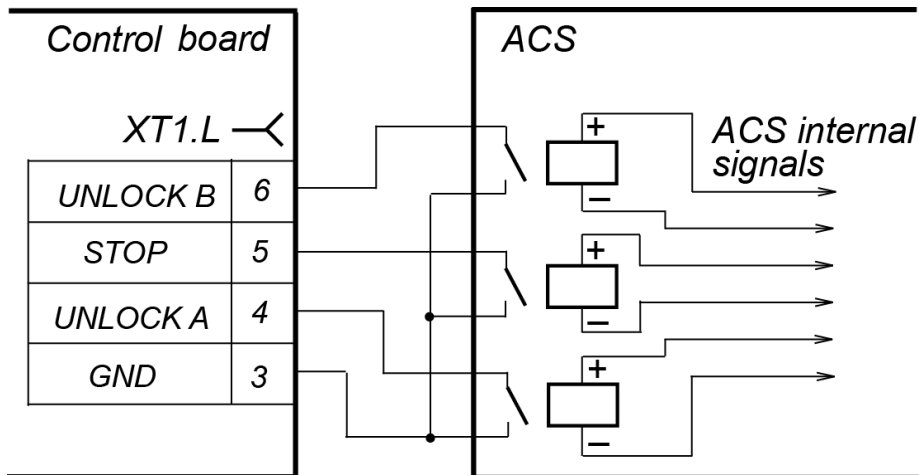 Control board
ACS
XT1.L
ACS internal
signals
UNLOCK B 6
STOP 5
UNLOCK A 4
GND 3
+
−
+
−
+
−